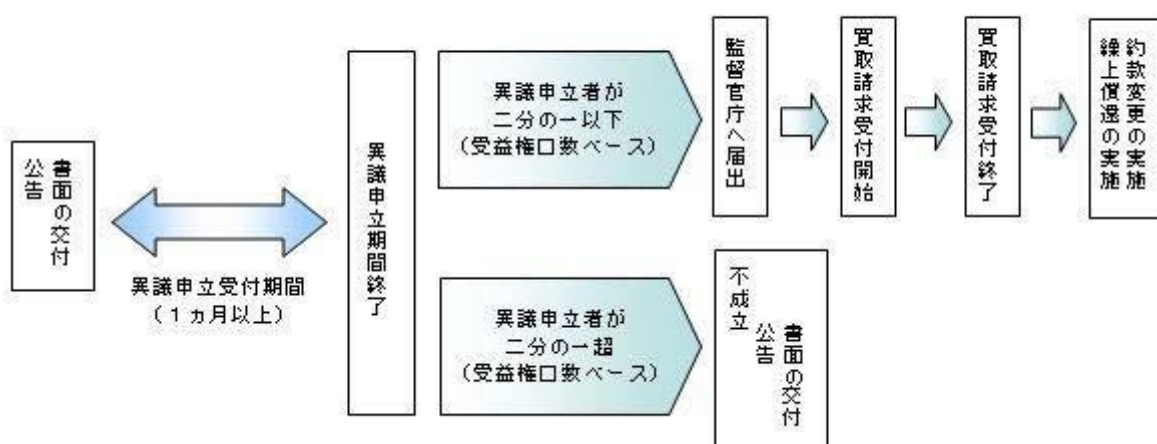 書面の交付
公告
異議申立受付期間
（１ヵ月以上）
異議申立期間終了
異議申立者が
二分の一以下
（受益権口数ベース）
監督官庁へ届出
買取請求受付開始
買取請求受付終了
約款変更の実施
繰上償還の実施
異議申立者が
二分の一超
（受益権口数ベース）
不成立
書面の交付
公告